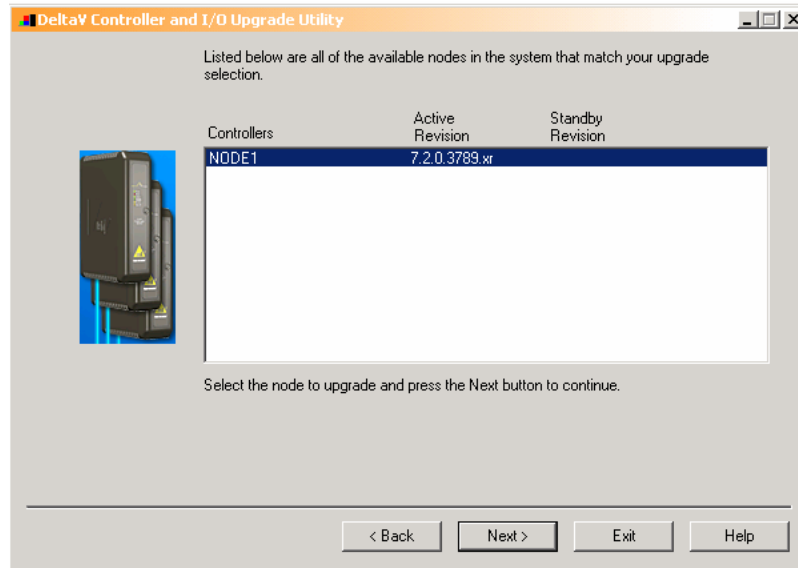 DeltaV Controller and I/O Upgrade Utility
Listed below are all of the available nodes in the system that match your upgrade
selection.
Controllers Active Revision Standby Revision
NODE1 7.2.0.3789.xr
Select the node to upgrade and press the Next button to continue.
< Back Next > Exit Help